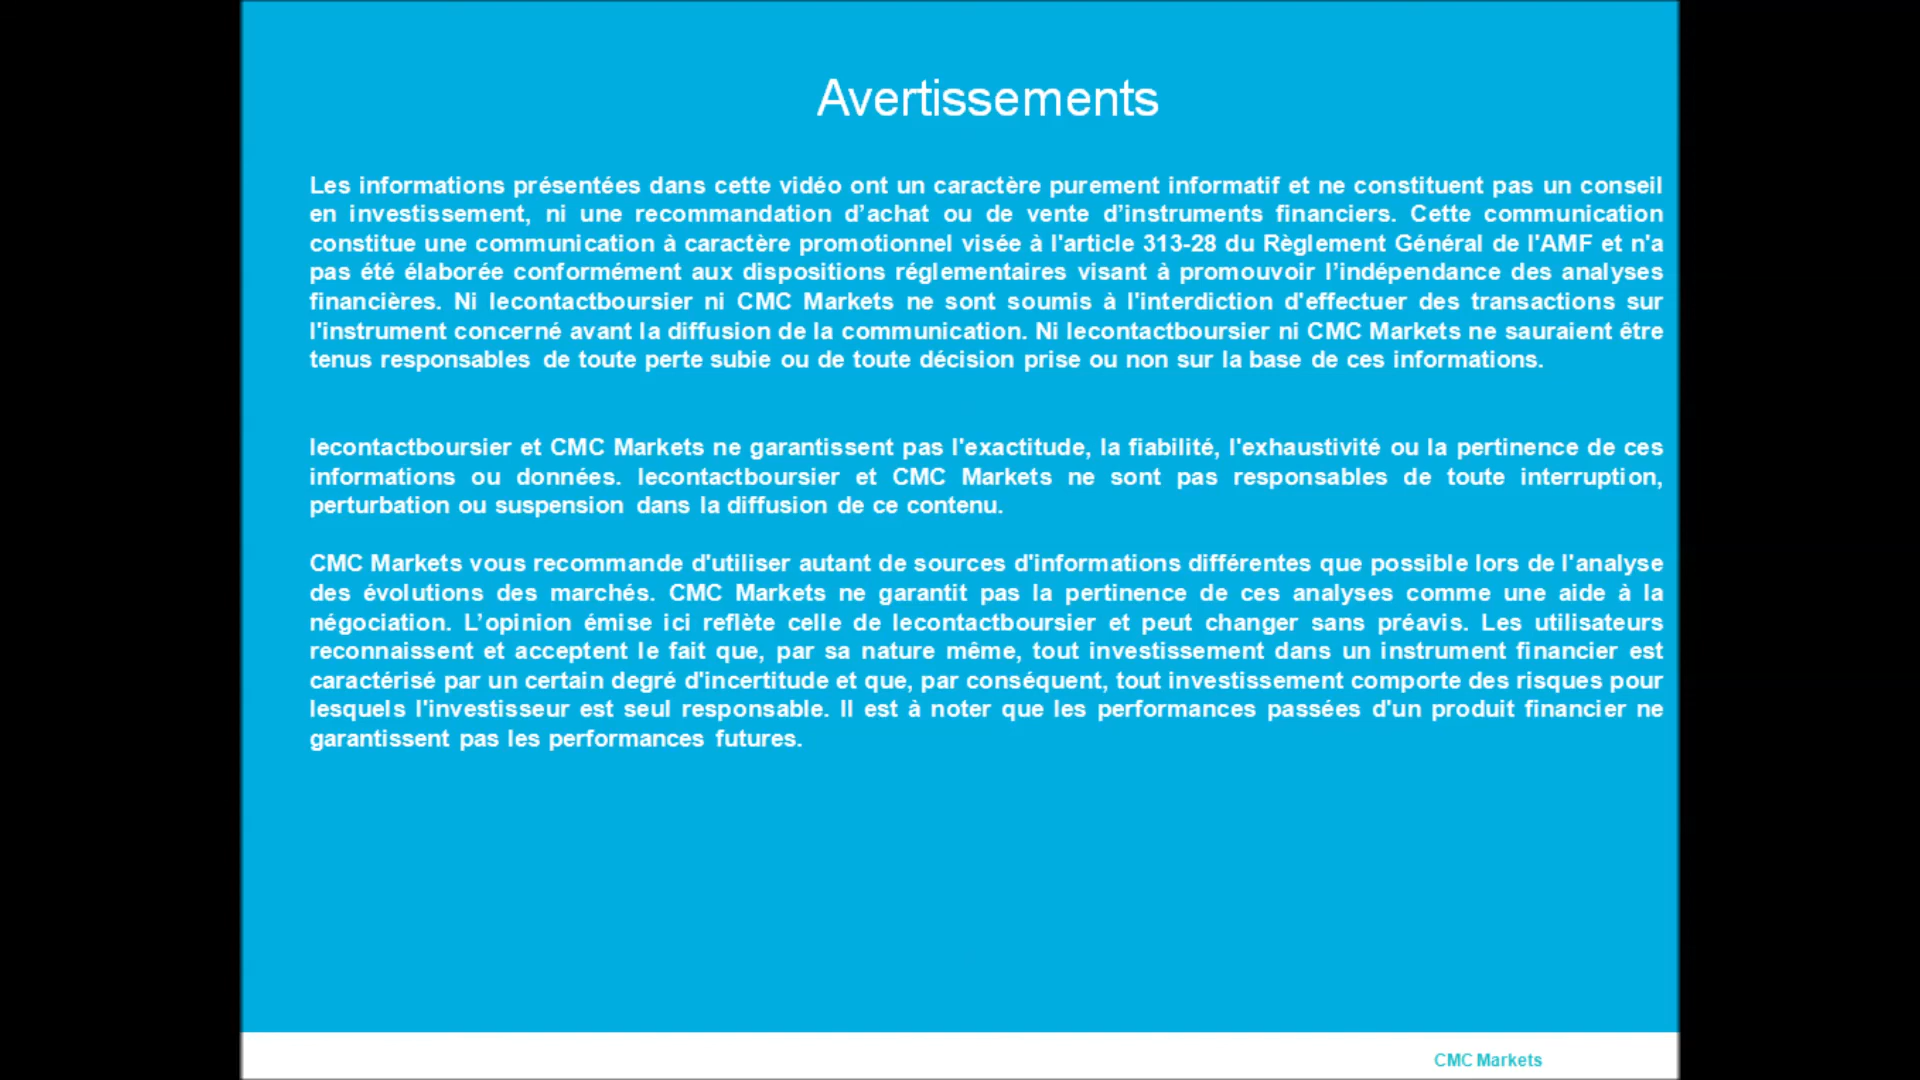 Avertissements
Les informations présentées dans cette vidéo ont un caractère purement informatif et ne constituent pas un conseil
en investissement, ni une recommandation d’achat ou de vente d’instruments financiers. Cette communication
constitue une communication à caractère promotionnel visée à l'article 313-28 du Règlement Général de l'AMF et n'a
pas été élaborée conformément aux dispositions réglementaires visant à promouvoir l’indépendance des analyses
financières. Ni lecontactboursier ni CMC Markets ne sont soumis à l'interdiction d'effectuer des transactions sur
l'instrument concerné avant la diffusion de la communication. Ni lecontactboursier ni CMC Markets ne sauraient être
tenus responsables de toute perte subie ou de toute décision prise ou non sur la base de ces informations.
lecontactboursier et CMC Markets ne garantissent pas l'exactitude, la fiabilité, l'exhaustivité ou la pertinence de ces
informations ou données. lecontactboursier et CMC Markets ne sont pas responsables de toute interruption,
perturbation ou suspension dans la diffusion de ce contenu.
CMC Markets vous recommande d'utiliser autant de sources d'informations différentes que possible lors de l'analyse
des évolutions des marchés. CMC Markets ne garantit pas la pertinence de ces analyses comme une aide à la
négociation. L’opinion émise ici reflète celle de lecontactboursier et peut changer sans préavis. Les utilisateurs
reconnaissent et acceptent le fait que, par sa nature même, tout investissement dans un instrument financier est
caractérisé par un certain degré d'incertitude et que, par conséquent, tout investissement comporte des risques pour
lesquels l'investisseur est seul responsable. Il est à noter que les performances passées d'un produit financier ne
garantissent pas les performances futures.
CMC Markets